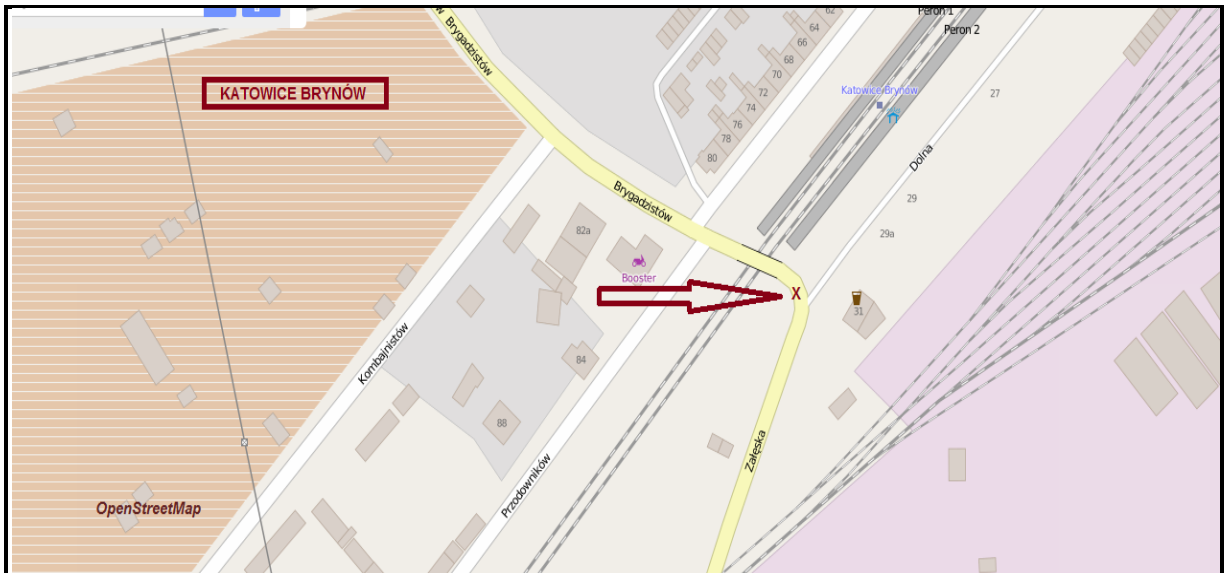 Peron 1
Peron 2
62
64
66
68
70
72
74
76
78
80
Brygadzistów
KATOWICE BRYNÓW
Katowice Brynów
27
Dolna
29
29a
Brygadzistów
82a
Booster
X
31
Kombajnistów
84
88
Przodowników
Załęska
OpenStreetMap